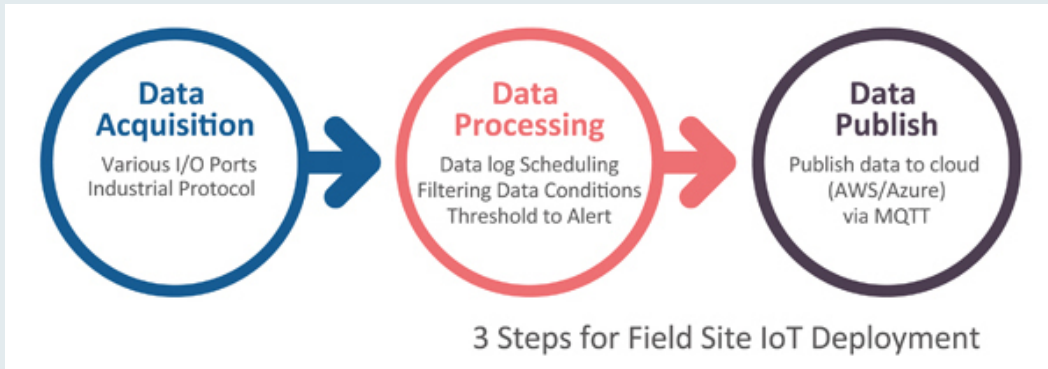 Data
Acquisition
Various I/O Ports
Industrial Protocol
Data
Processing
Data log Scheduling
Filtering Data Conditions
Threshold to Alert
Data
Publish
Publish data to cloud
(AWS/Azure)
via MQTT
3 Steps for Field Site IoT Deployment